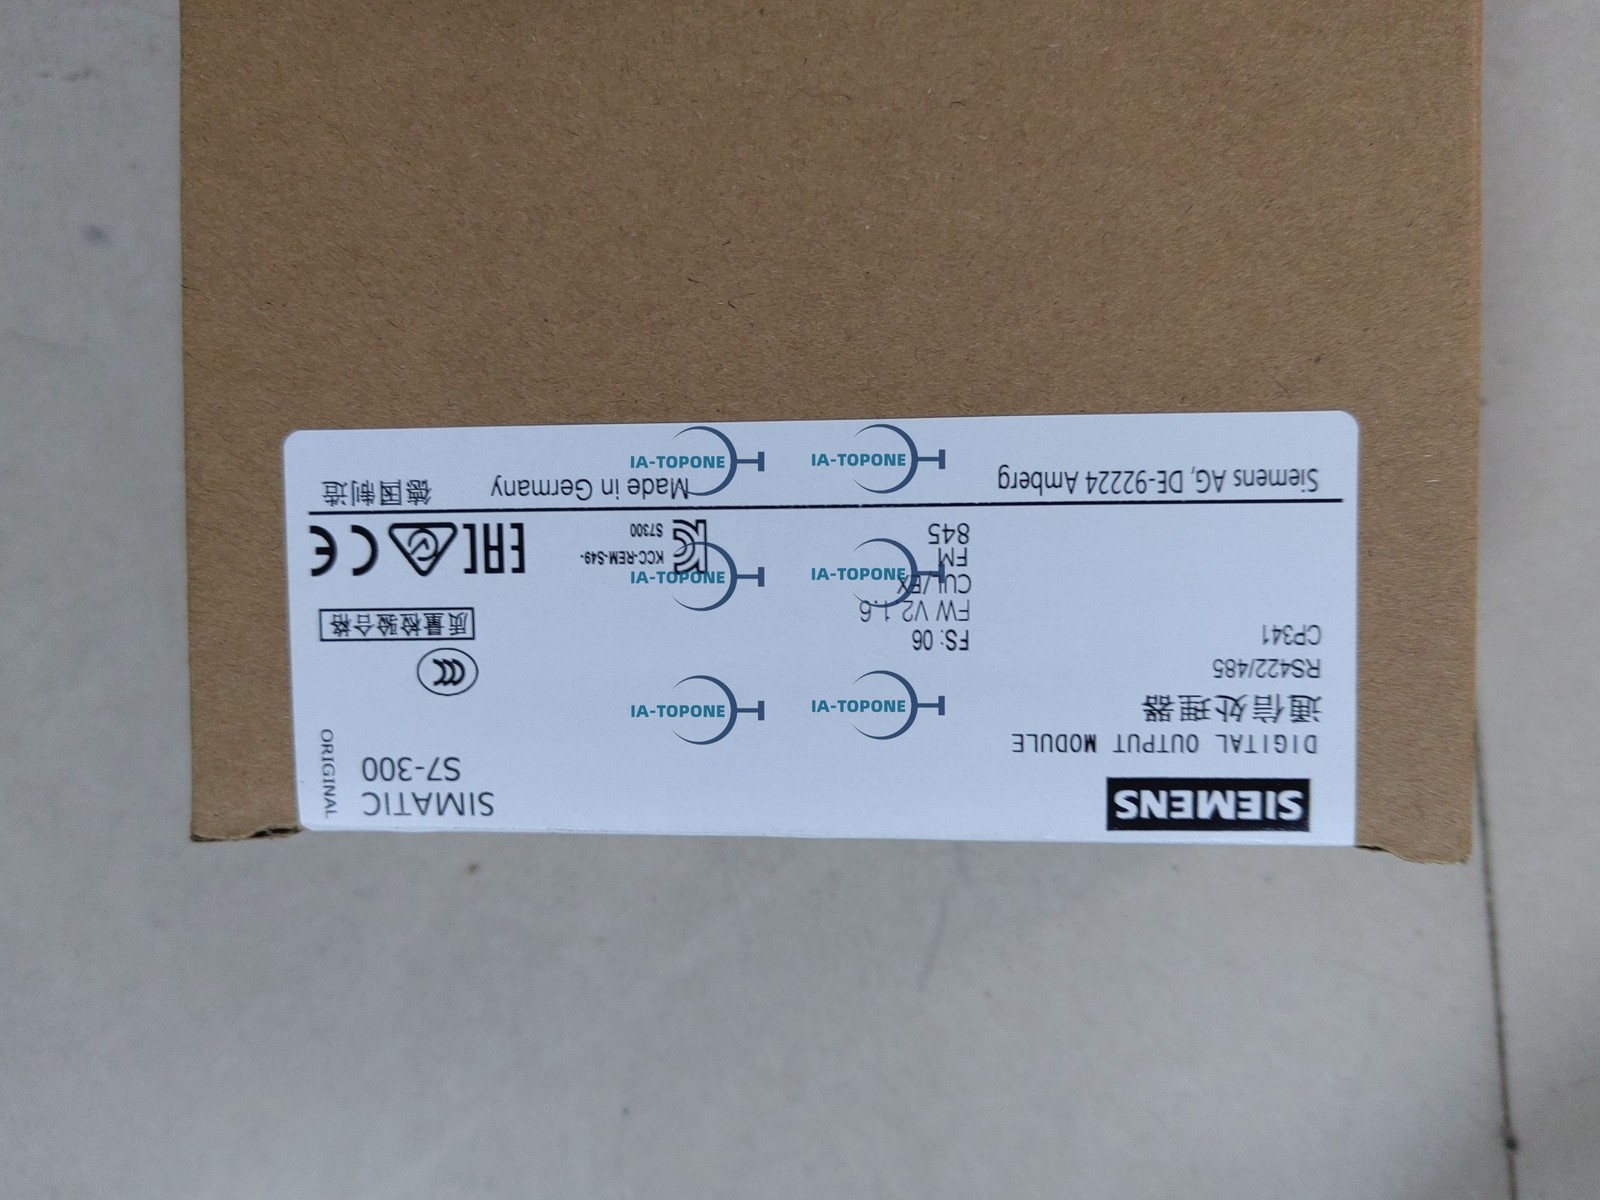 SIEMENS
SIMATIC
S7-300
ORIGINAL
DIGITAL OUTPUT MODULE
通信处理器
RS422/485
CP341
FS: 06
FW V2.1.6
CUL/EX
FM
845
质量检验合格
KCC-REM-S49-
S7300
EAC
CE
Siemens AG, DE-92224 Amberg
Made in Germany
德国制造
IA-TOPONE
IA-TOPONE
IA-TOPONE
IA-TOPONE
IA-TOPONE
IA-TOPONE